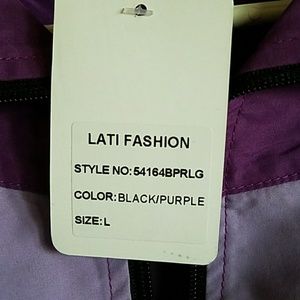 LATI FASHION
STYLE NO:54164BPRLG
COLOR:BLACK/PURPLE
SIZE:L